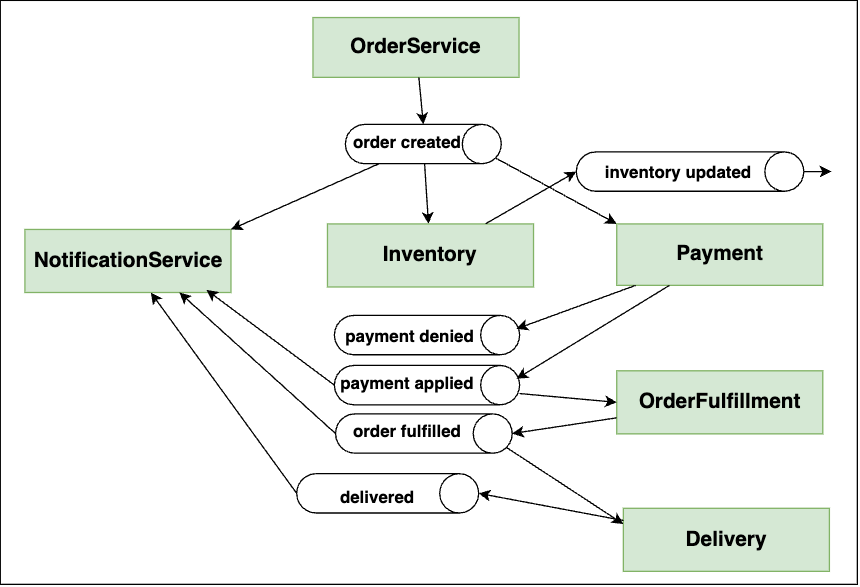 OrderService
order created
inventory updated
NotificationService
Inventory
Payment
payment denied
payment applied
OrderFulfillment
order fulfilled
delivered
Delivery